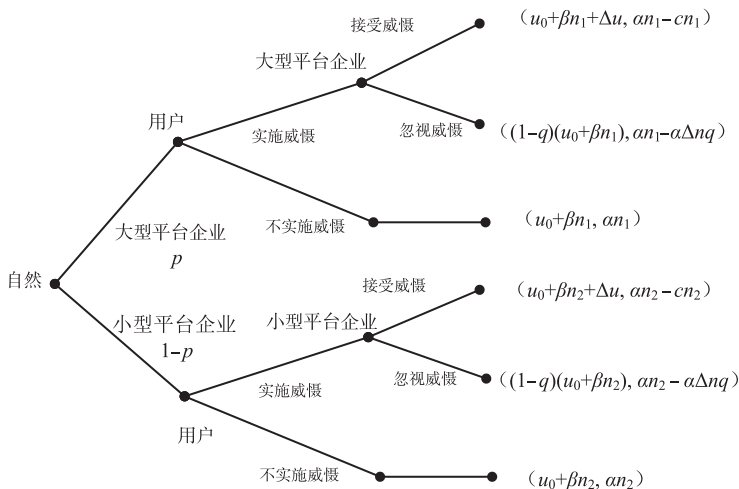 接受威慑
(u₀+βn₁+Δu, αn₁−cn₁)
大型平台企业
用户
实施威慑
忽视威慑
((1−q)(u₀+βn₁), αn₁−αΔnq)
不实施威慑
(u₀+βn₁, αn₁)
大型平台企业
p
自然
接受威慑
(u₀+βn₂+Δu, αn₂−cn₂)
小型平台企业
小型平台企业
1−p
实施威慑
忽视威慑
((1−q)(u₀+βn₂), αn₂−αΔnq)
用户
不实施威慑
(u₀+βn₂, αn₂)